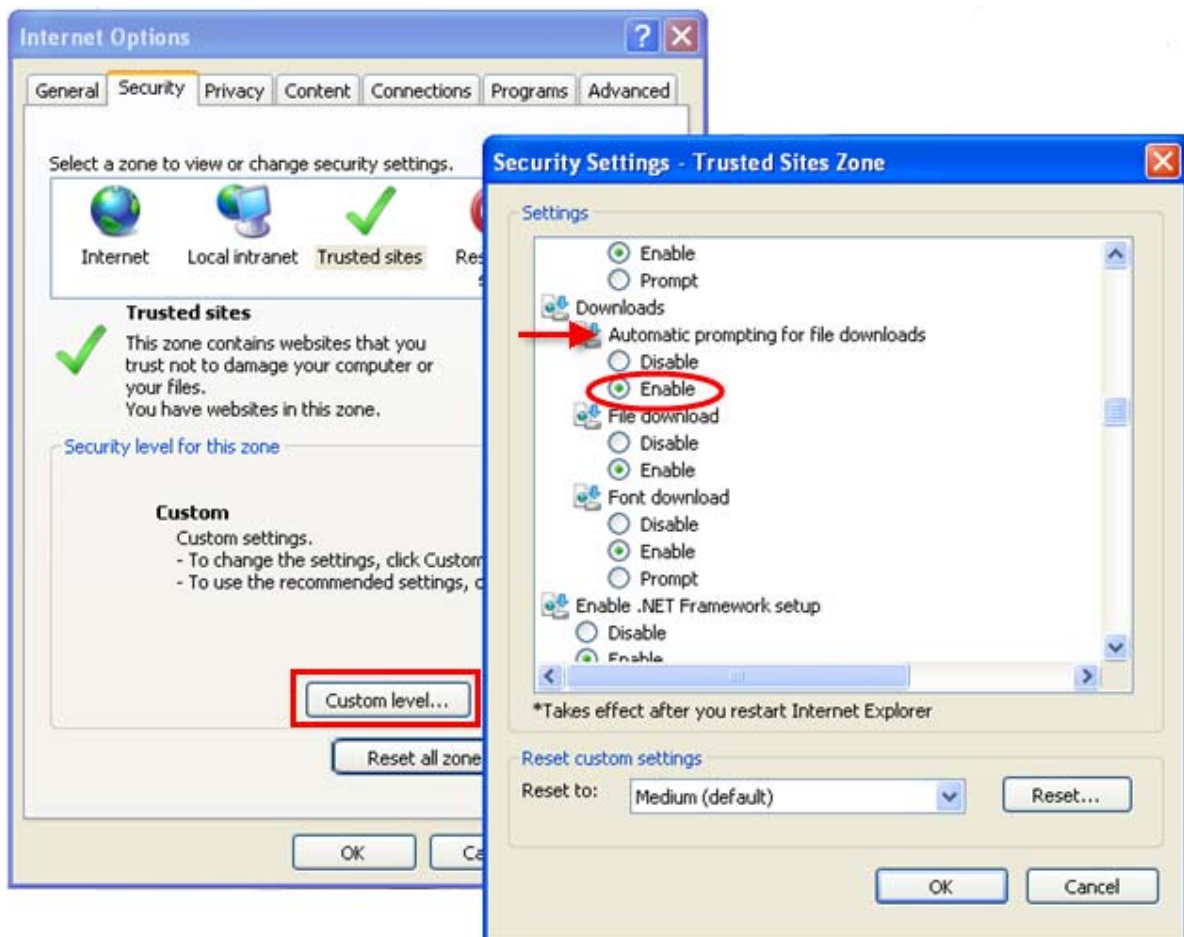 Internet Options
General Security Privacy Content Connections Programs Advanced
Select a zone to view or change security settings.
Internet Local intranet Trusted sites
Trusted sites
This zone contains websites that you
trust not to damage your computer or
your files.
You have websites in this zone.
Security level for this zone
Custom
Custom settings.
- To change the settings, click Custom
- To use the recommended settings,
Custom level...
Reset all zone
OK
Security Settings - Trusted Sites Zone
Settings
Enable
Prompt
Downloads
Automatic prompting for file downloads
Disable
Enable
File download
Disable
Enable
Font download
Disable
Enable
Prompt
Enable .NET Framework setup
Disable
Enable
*Takes effect after you restart Internet Explorer
Reset custom settings
Reset to: Medium (default) Reset...
OK Cancel